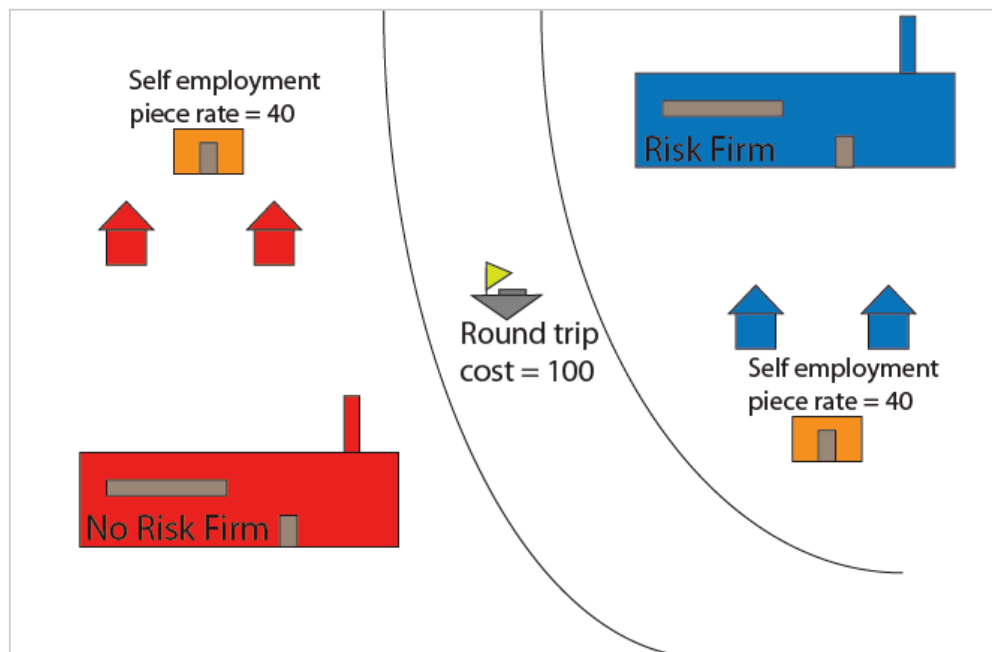 Self employment
piece rate = 40
Risk Firm
Round trip
cost = 100
Self employment
piece rate = 40
No Risk Firm